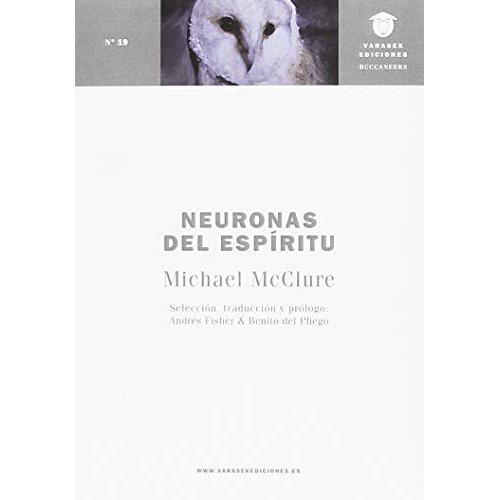 Nº 19
VARASEK
EDICIONES
BUCCANEERS
NEURONAS
DEL ESPÍRITU
Michael McClure
Selección, traducción y prólogo:
Andrés Fisher & Benito del Pliego
WWW.VARASEKEDICIONES.ES